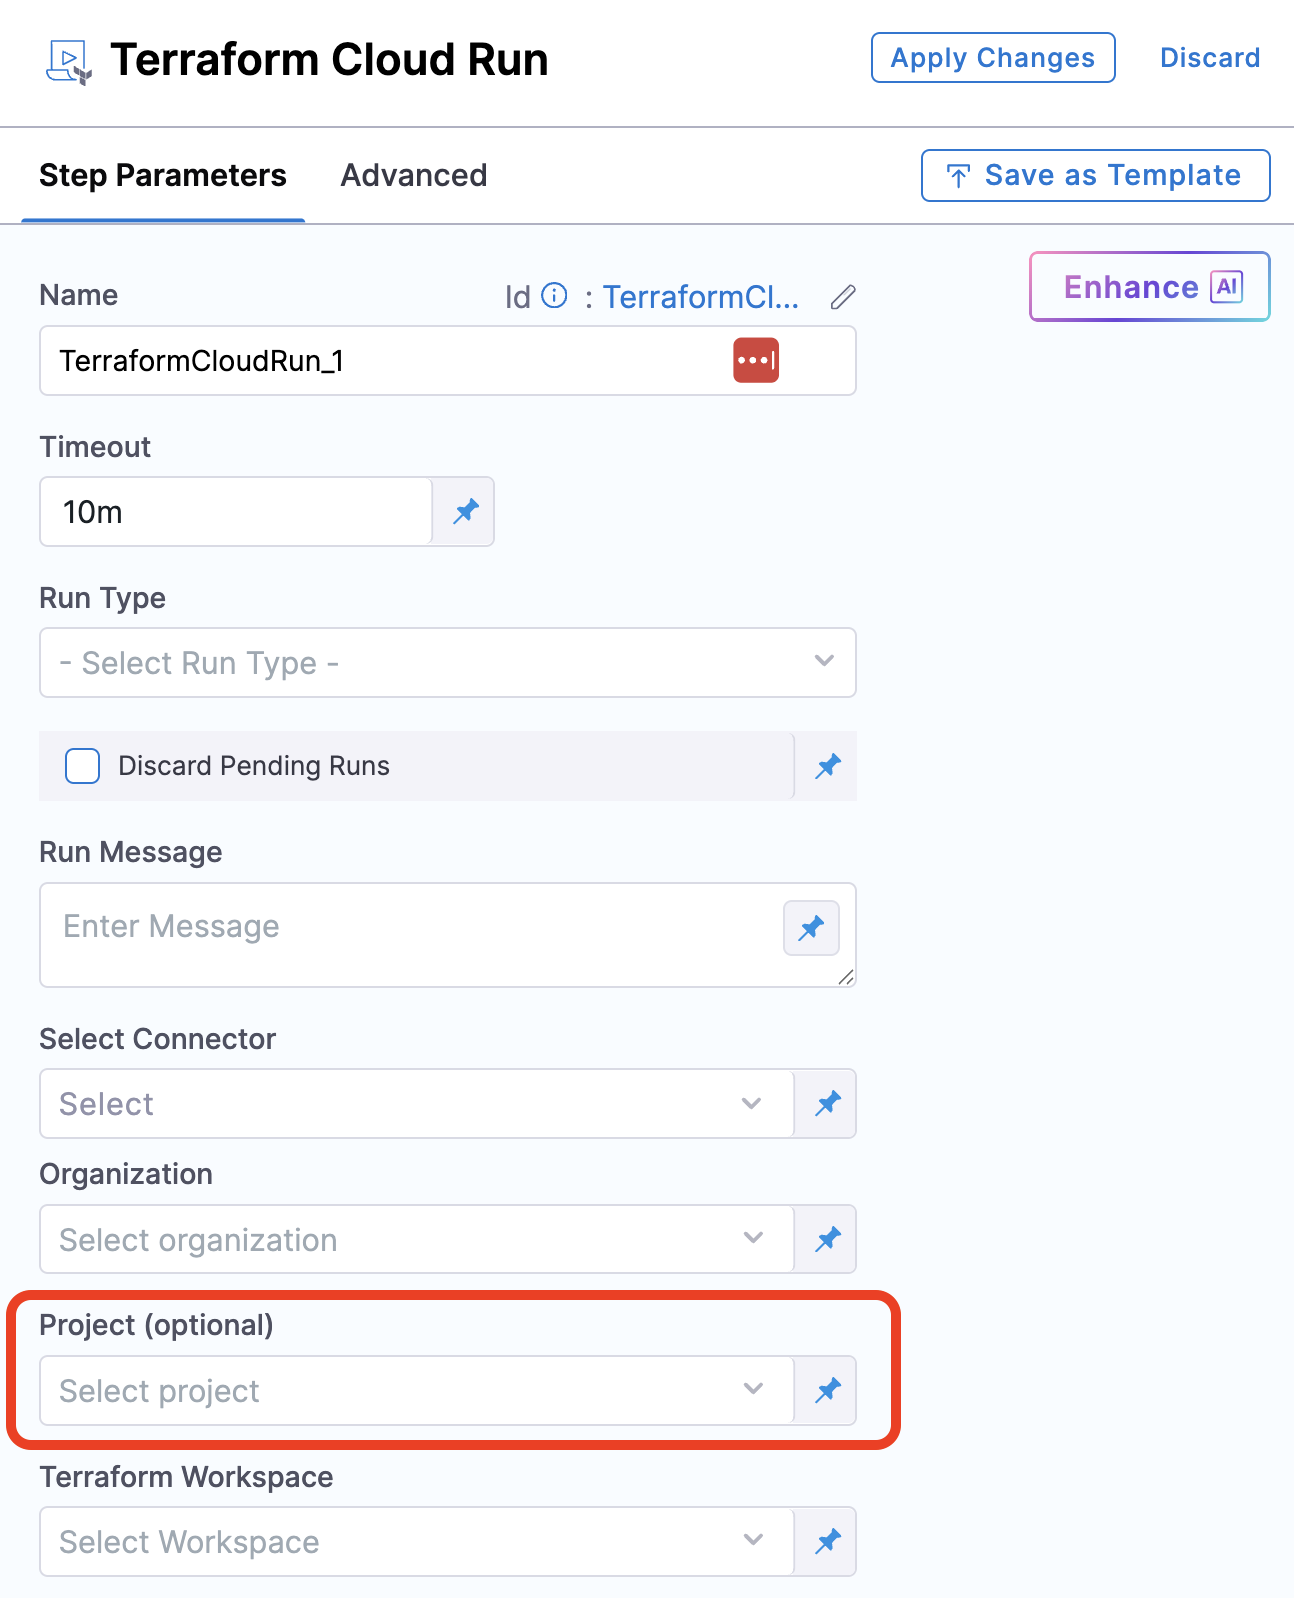 Terraform Cloud Run
Apply Changes
Discard
Step Parameters
Advanced
Save as Template
Name
Id : TerraformCl...
Enhance AI
TerraformCloudRun_1
Timeout
10m
Run Type
- Select Run Type -
Discard Pending Runs
Run Message
Enter Message
Select Connector
Select
Organization
Select organization
Project (optional)
Select project
Terraform Workspace
Select Workspace